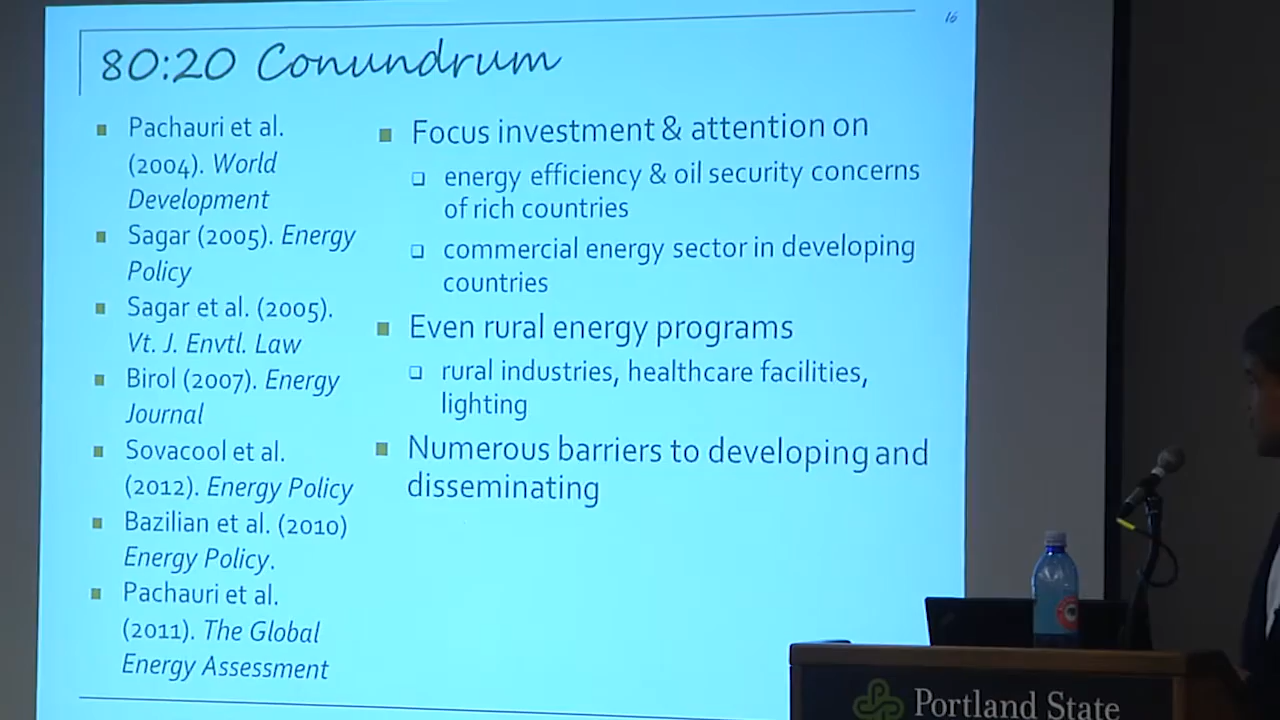 16
80:20 Conundrum
Pachauri et al.
(2004). World
Development
Sagar (2005). Energy
Policy
Sagar et al. (2005).
Vt. J. Envtl. Law
Birol (2007). Energy
Journal
Sovacool et al.
(2012). Energy Policy
Bazilian et al. (2010)
Energy Policy.
Pachauri et al.
(2011). The Global
Energy Assessment
Focus investment & attention on
energy efficiency & oil security concerns
of rich countries
commercial energy sector in developing
countries
Even rural energy programs
rural industries, healthcare facilities,
lighting
Numerous barriers to developing and
disseminating
Portland State